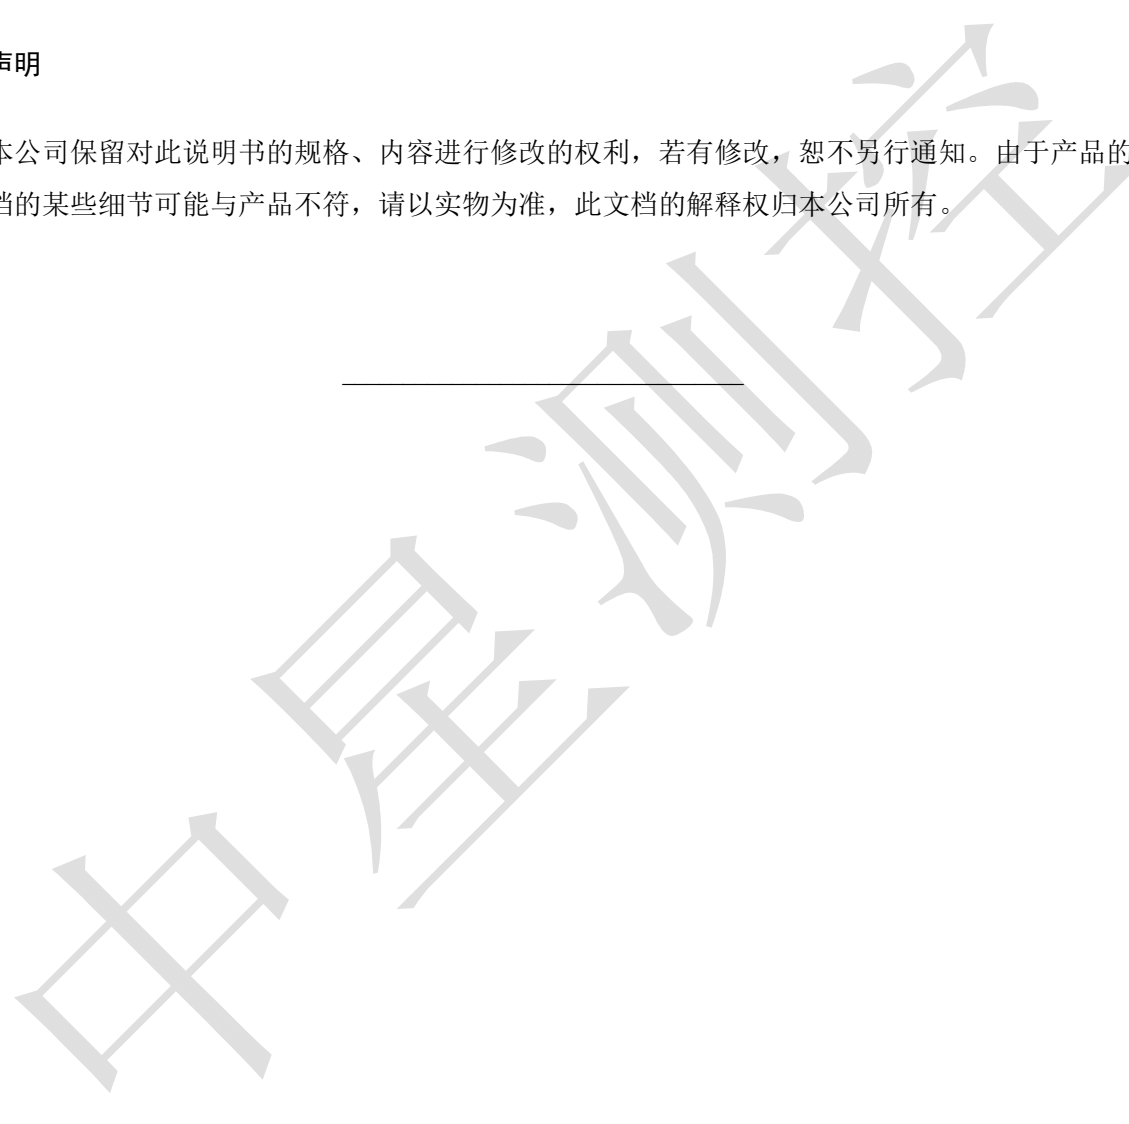 声明
本公司保留对此说明书的规格、内容进行修改的权利，若有修改，恕不另行通知。由于产品的
档的某些细节可能与产品不符，请以实物为准，此文档的解释权归本公司所有。
中星测控